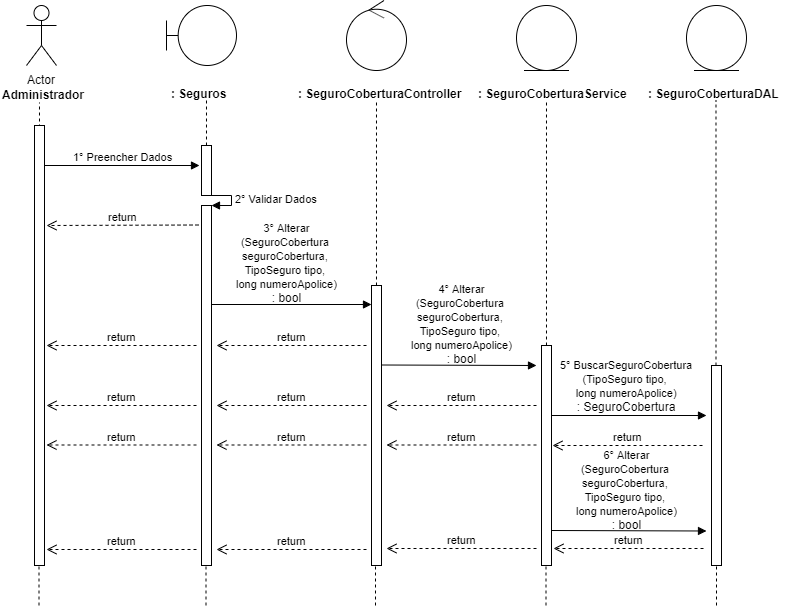 Actor
Administrador
: Seguros
: SeguroCoberturaController
: SeguroCoberturaService
: SeguroCoberturaDAL
1° Preencher Dados
2° Validar Dados
return
3° Alterar
(SeguroCobertura
seguroCobertura,
TipoSeguro tipo,
long numeroApolice)
: bool
4° Alterar
(SeguroCobertura
seguroCobertura,
TipoSeguro tipo,
long numeroApolice)
: bool
return
return
5° BuscarSeguroCobertura
(TipoSeguro tipo,
long numeroApolice)
: SeguroCobertura
return
return
return
return
return
return
return
6° Alterar
(SeguroCobertura
seguroCobertura,
TipoSeguro tipo,
long numeroApolice)
: bool
return
return
return
return